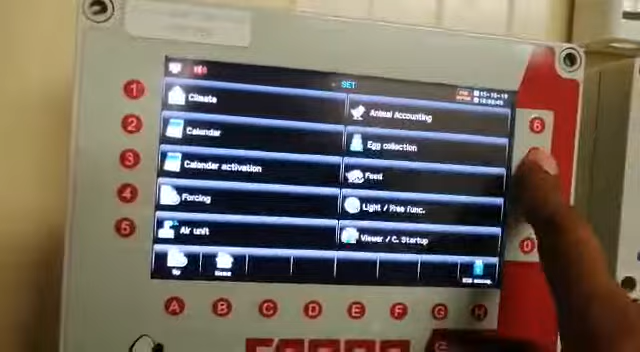 SET
1
Climate
Animal Accounting
6
2
Calendar
Egg collection
3
Calendar activation
Feed
4
Forcing
Light / Free func.
5
Air unit
Viewer / C. Startup
0
Up
Home
A B C D E F G H